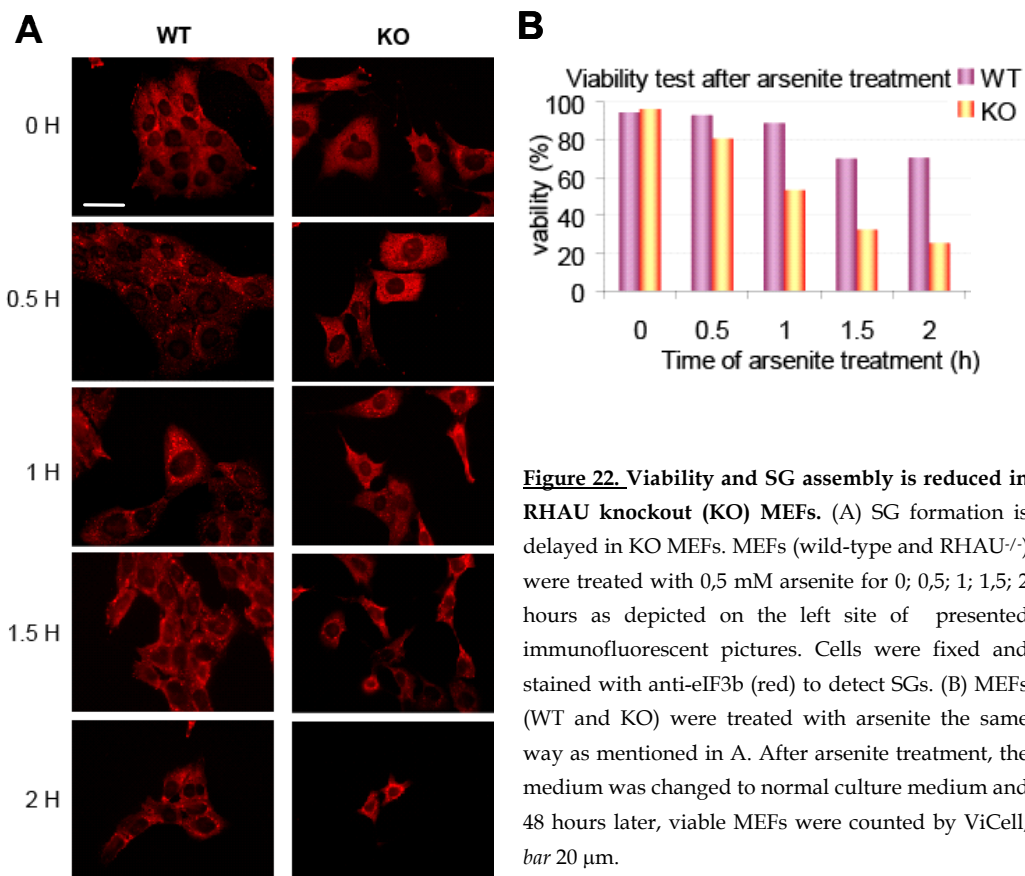 A
WT
KO
0 H
0.5 H
1 H
1.5 H
2 H
B
Viability test after arsenite treatment
WT
KO
vability (%)
100
80
60
40
20
0
0 0.5 1 1.5 2
Time of arsenite treatment (h)
Figure 22. Viability and SG assembly is reduced in
RHAU knockout (KO) MEFs. (A) SG formation is
delayed in KO MEFs. MEFs (wild-type and RHAU-/-)
were treated with 0,5 mM arsenite for 0; 0,5; 1; 1,5; 2
hours as depicted on the left site of presented
immunofluorescent pictures. Cells were fixed and
stained with anti-eIF3b (red) to detect SGs. (B) MEFs
(WT and KO) were treated with arsenite the same
way as mentioned in A. After arsenite treatment, the
medium was changed to normal culture medium and
48 hours later, viable MEFs were counted by ViCell,
bar 20 μm.